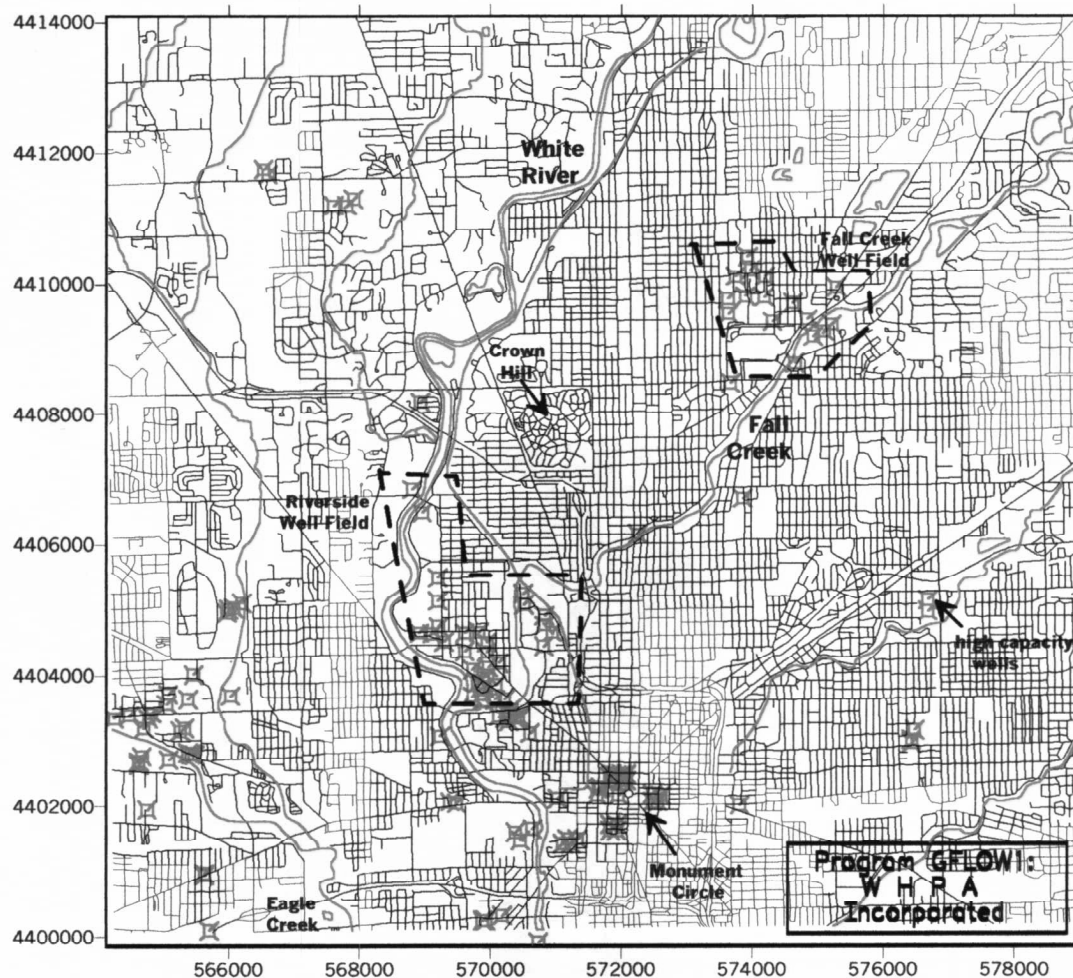 4414000
4412000
4410000
4408000
4406000
4404000
4402000
4400000
White
River
Fall Creek
Well Field
Crown
Hill
Fall
Creek
Riverside
Well Field
high capacity
wells
Monument
Circle
Eagle
Creek
Program GFLOW1:
W H P A
Incorporated
566000
568000
570000
572000
574000
576000
578000